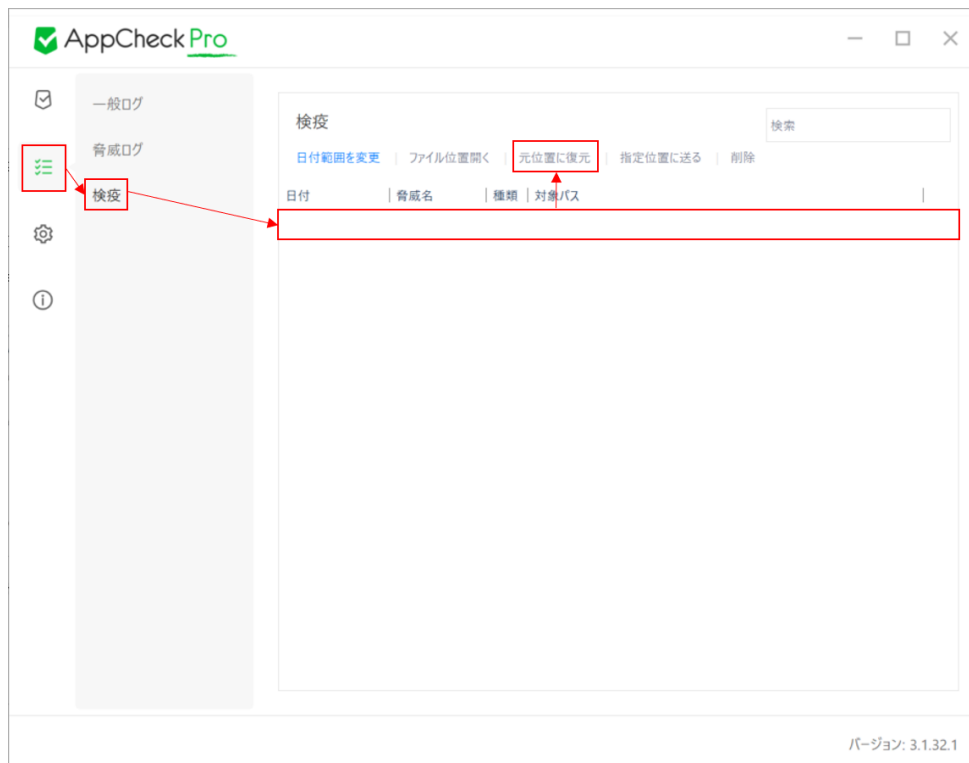 AppCheck Pro
一般ログ
脅威ログ
検疫
検疫
検索
日付範囲を変更 ファイル位置開く 元位置に復元 指定位置に送る 削除
日付 脅威名 種類 対象パス
バージョン: 3.1.32.1